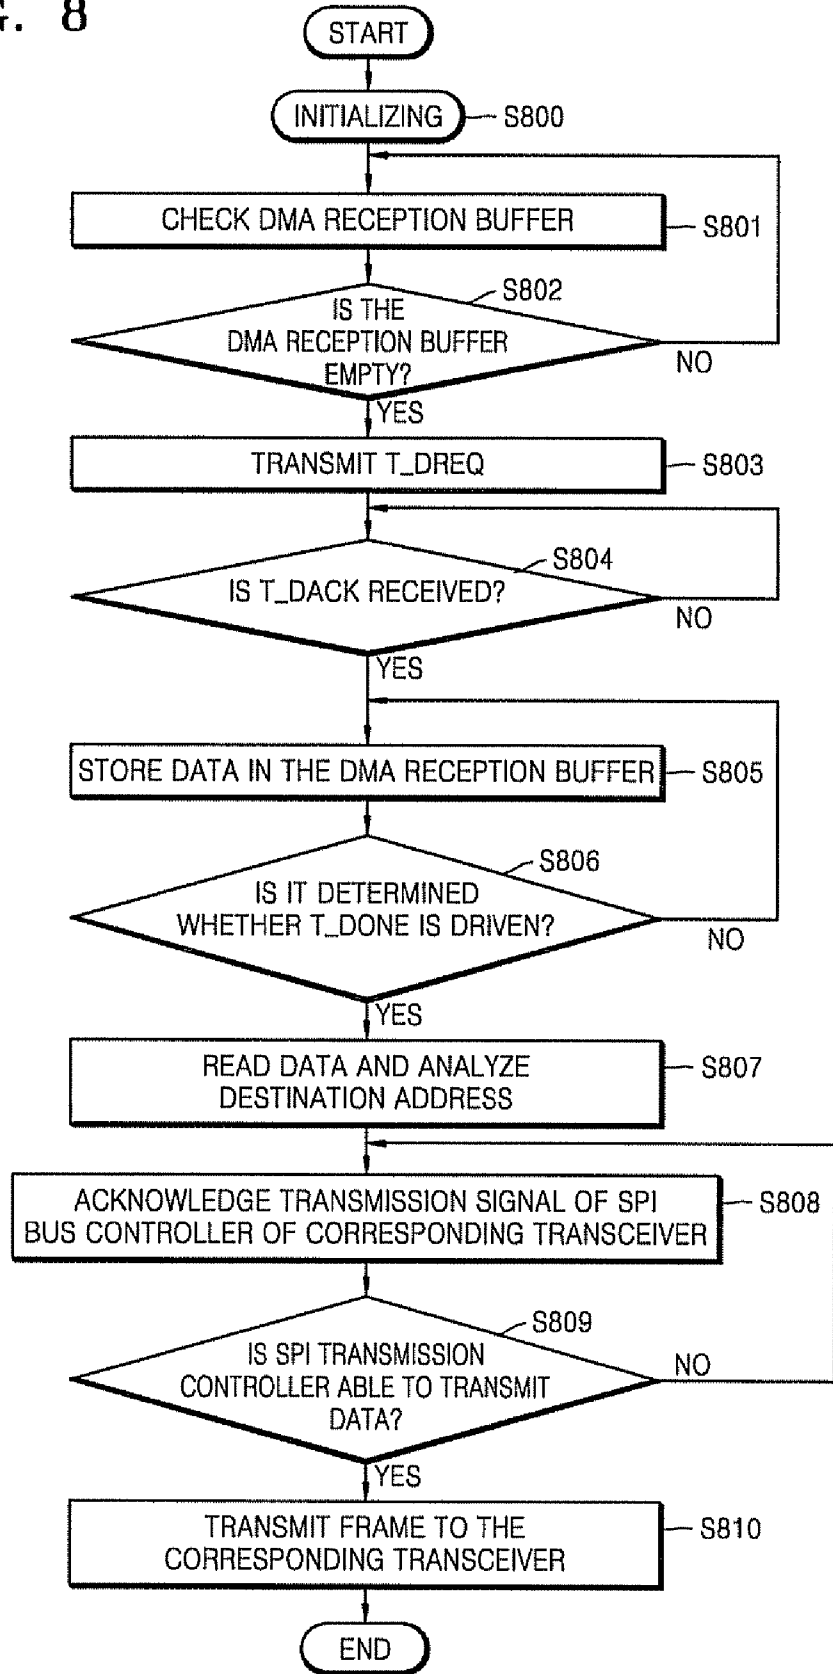 G. 8
START
INITIALIZING
S800
CHECK DMA RECEPTION BUFFER
S801
S802
IS THE
DMA RECEPTION BUFFER
EMPTY?
NO
YES
TRANSMIT T_DREQ
S803
S804
IS T_DACK RECEIVED?
NO
YES
STORE DATA IN THE DMA RECEPTION BUFFER
S805
S806
IS IT DETERMINED
WHETHER T_DONE IS DRIVEN?
NO
YES
READ DATA AND ANALYZE
DESTINATION ADDRESS
S807
ACKNOWLEDGE TRANSMISSION SIGNAL OF SPI
BUS CONTROLLER OF CORRESPONDING TRANSCEIVER
S808
S809
IS SPI TRANSMISSION
CONTROLLER ABLE TO TRANSMIT
DATA?
NO
YES
TRANSMIT FRAME TO THE
CORRESPONDING TRANSCEIVER
S810
END